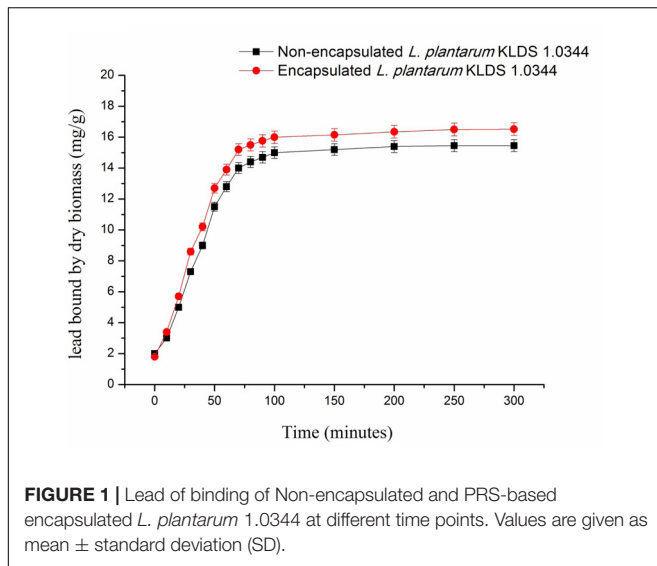 Non-encapsulated L. plantarum KLDS 1.0344
Encapsulated L. plantarum KLDS 1.0344
lead bound by dry biomass (mg/g)
20
18
16
14
12
10
8
6
4
2
0
0 50 100 150 200 250 300
Time (minutes)
FIGURE 1 | Lead of binding of Non-encapsulated and PRS-based
encapsulated L. plantarum 1.0344 at different time points. Values are given as
mean ± standard deviation (SD).